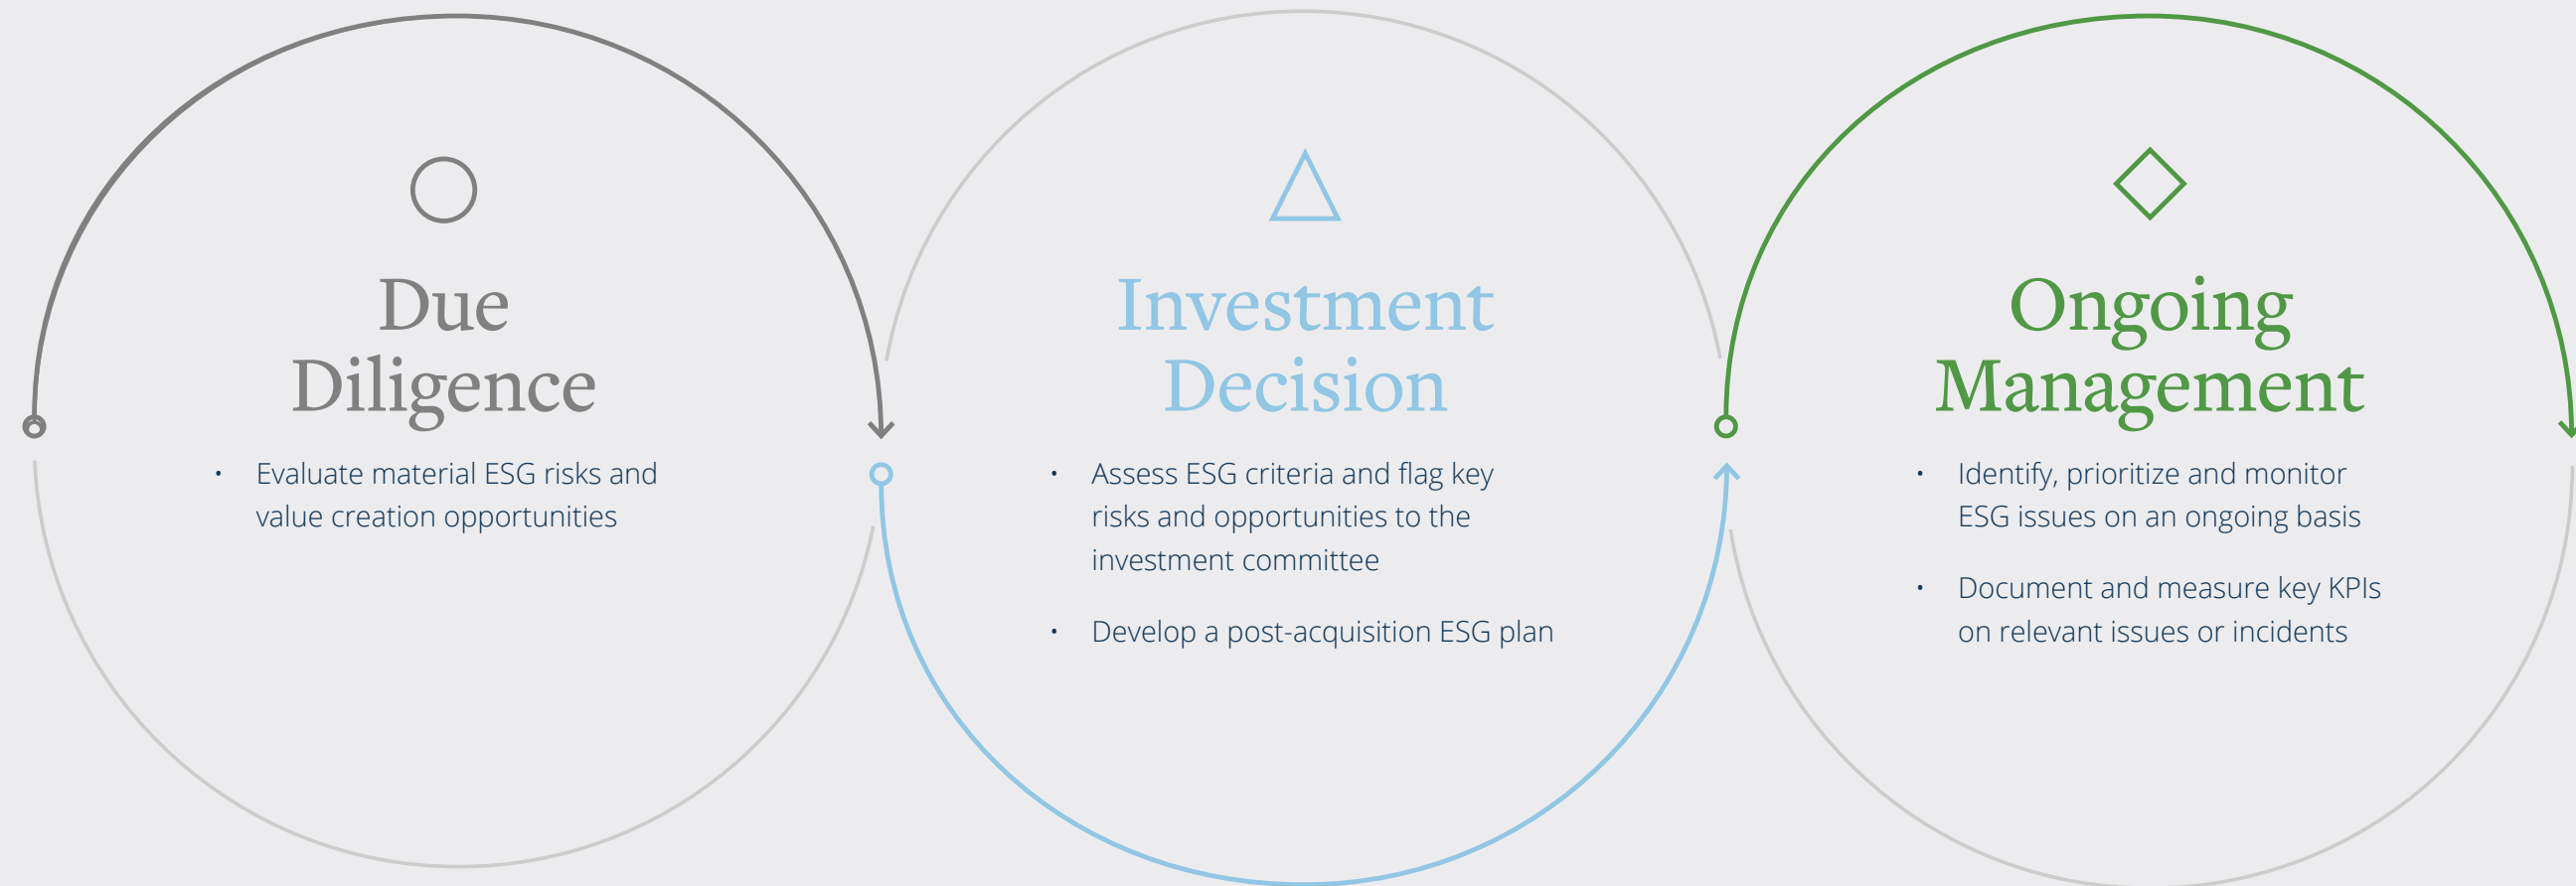 Due
Diligence
• Evaluate material ESG risks and
value creation opportunities
Investment
Decision
• Assess ESG criteria and flag key
risks and opportunities to the
investment committee
• Develop a post-acquisition ESG plan
Ongoing
Management
• Identify, prioritize and monitor
ESG issues on an ongoing basis
• Document and measure key KPIs
on relevant issues or incidents